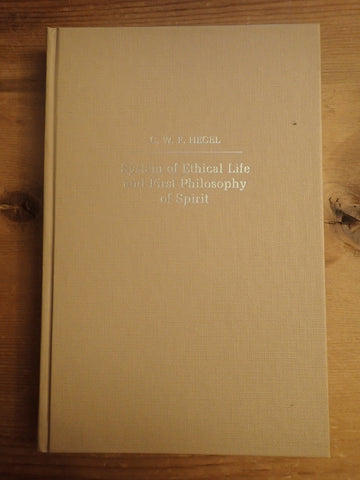 G. W. F. HEGEL
System of Ethical Life
and First Philosophy
of Spirit